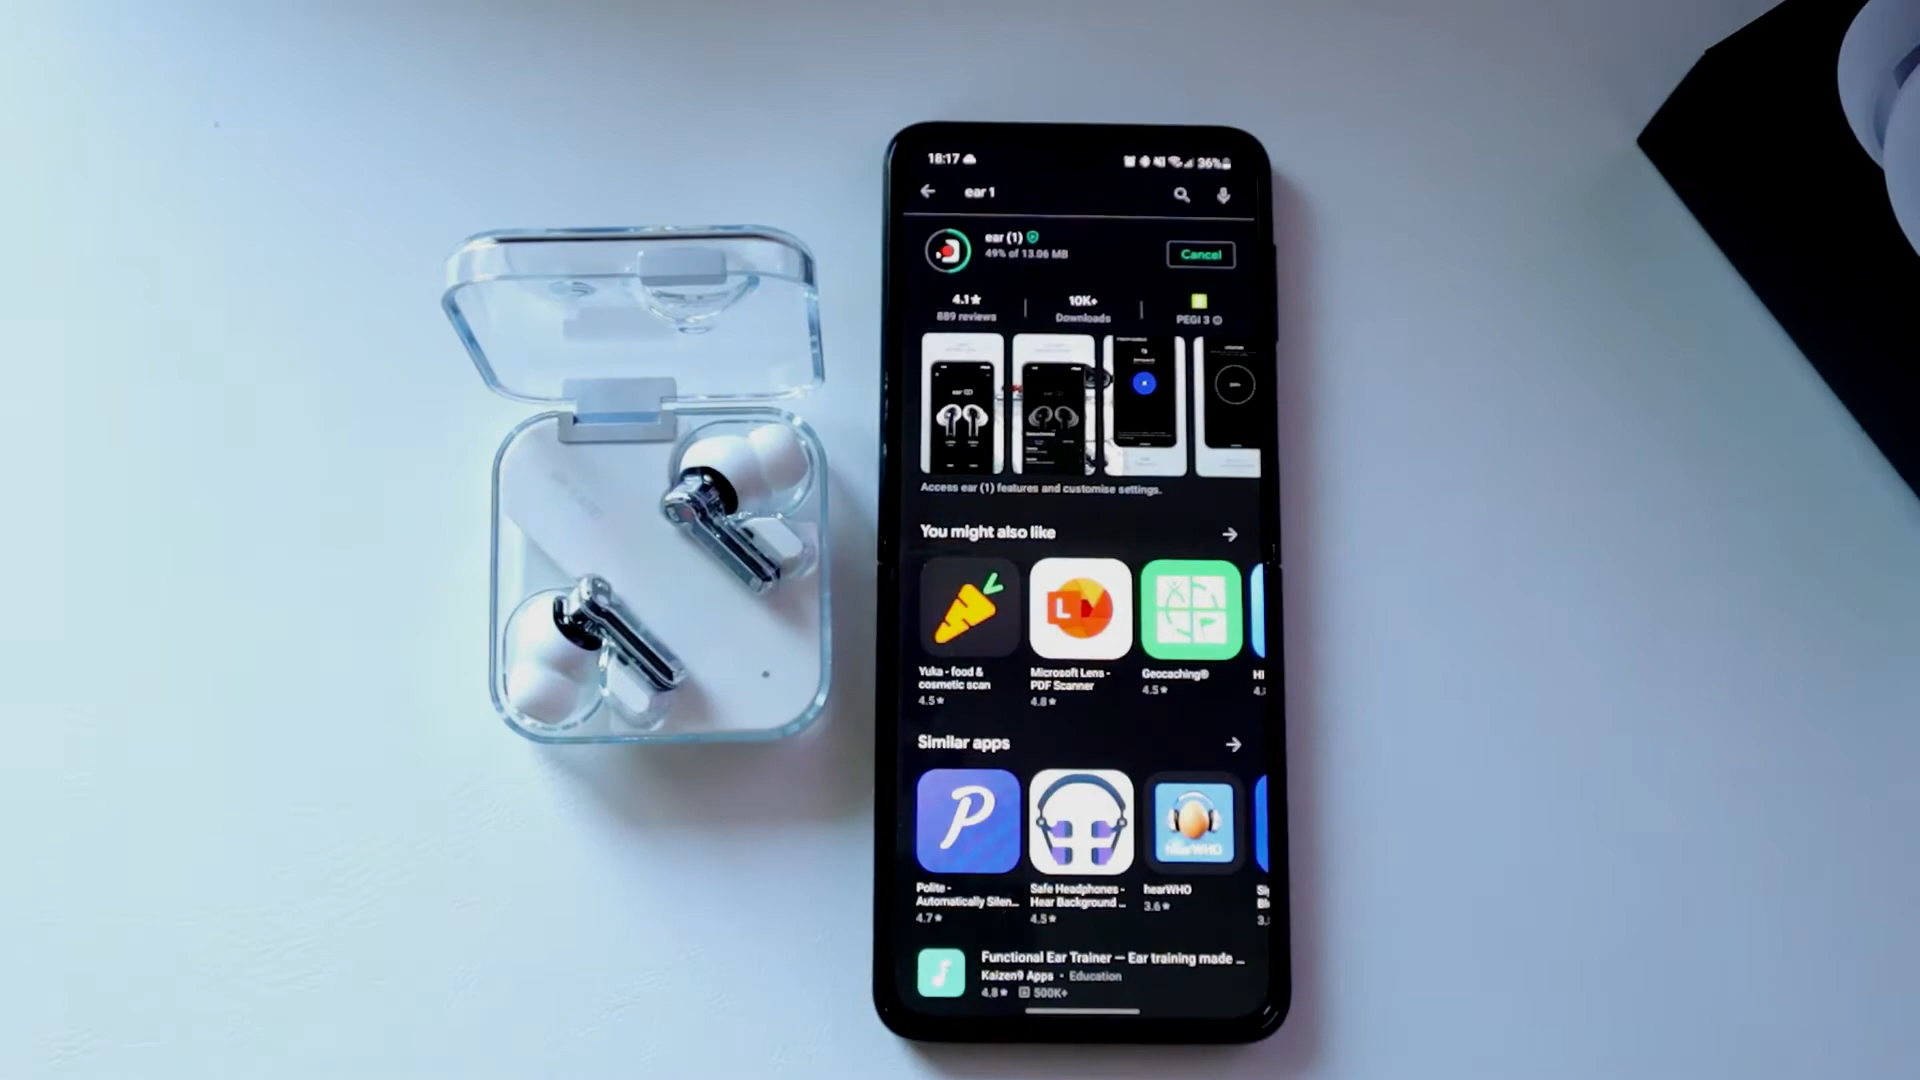 18:17
36%
ear 1
ear (1)
49% of 13.06 MB
Cancel
4.1★
889 reviews
10K+
Downloads
PEGI 3
Access ear (1) features and customise settings.
You might also like
Yuka - food &
cosmetic scan
4.5★
Microsoft Lens -
PDF Scanner
4.8★
Geocaching®
4.5★
Similar apps
Polite -
Automatically Silen...
4.7★
Safe Headphones -
Hear Background ...
4.5★
hearWHO
hearWHO
3.6★
Functional Ear Trainer — Ear training made ...
Kaizen9 Apps • Education
4.8★ 500K+